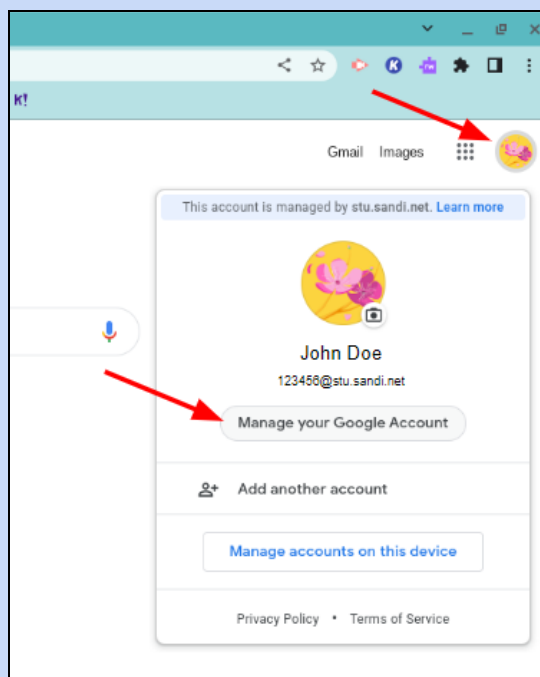 K!
Gmail Images
This account is managed by stu.sandi.net. Learn more
John Doe
123456@stu.sandi.net
Manage your Google Account
Add another account
Manage accounts on this device
Privacy Policy • Terms of Service